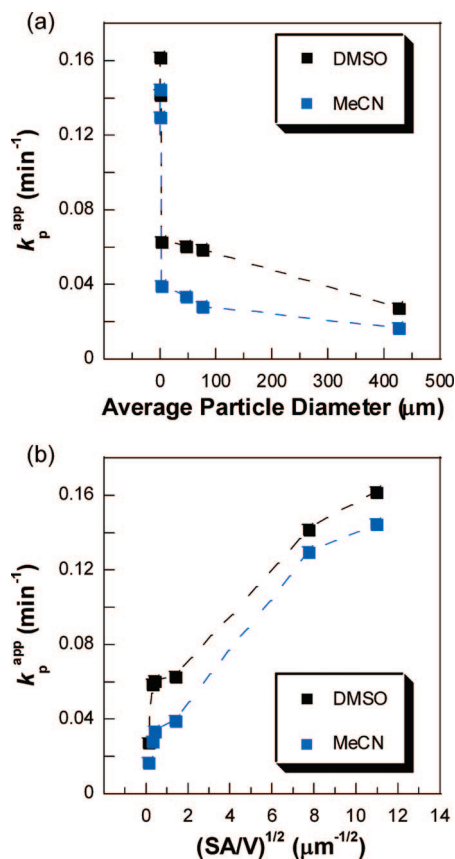 (a)
0.16
0.12
0.08
0.04
0
DMSO
MeCN
k_p^app (min⁻¹)
0 100 200 300 400 500
Average Particle Diameter (μm)
(b)
0.16
0.12
0.08
0.04
0
DMSO
MeCN
k_p^app (min⁻¹)
0 2 4 6 8 10 12 14
(SA/V)^1/2 (μm^-1/2)